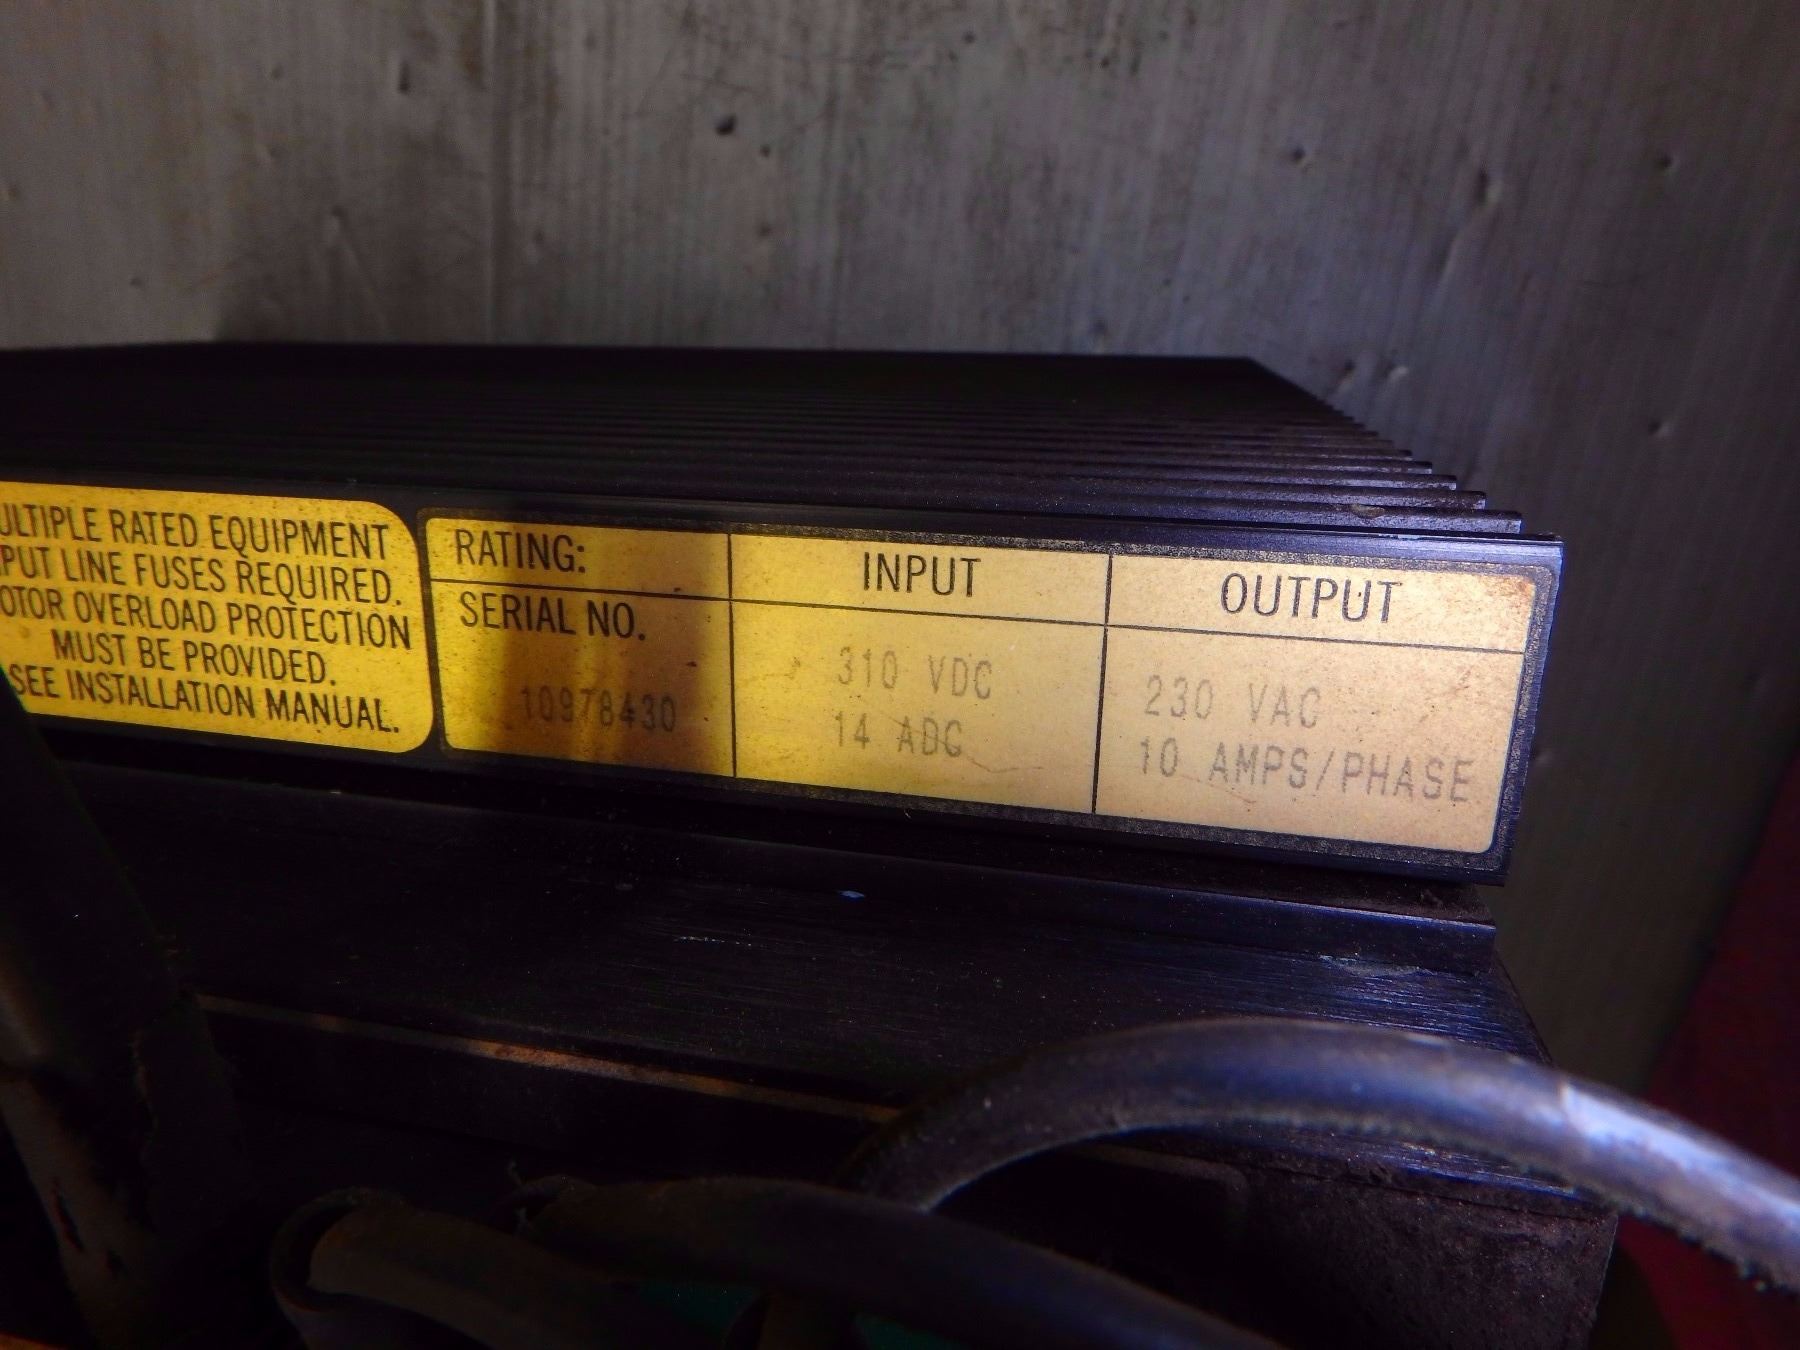 ULTIPLE RATED EQUIPMENT
PUT LINE FUSES REQUIRED.
OTOR OVERLOAD PROTECTION
MUST BE PROVIDED.
SEE INSTALLATION MANUAL.
RATING:
SERIAL NO.
10978430
INPUT
310 VDC
14 ADC
OUTPUT
230 VAC
10 AMPS/PHASE